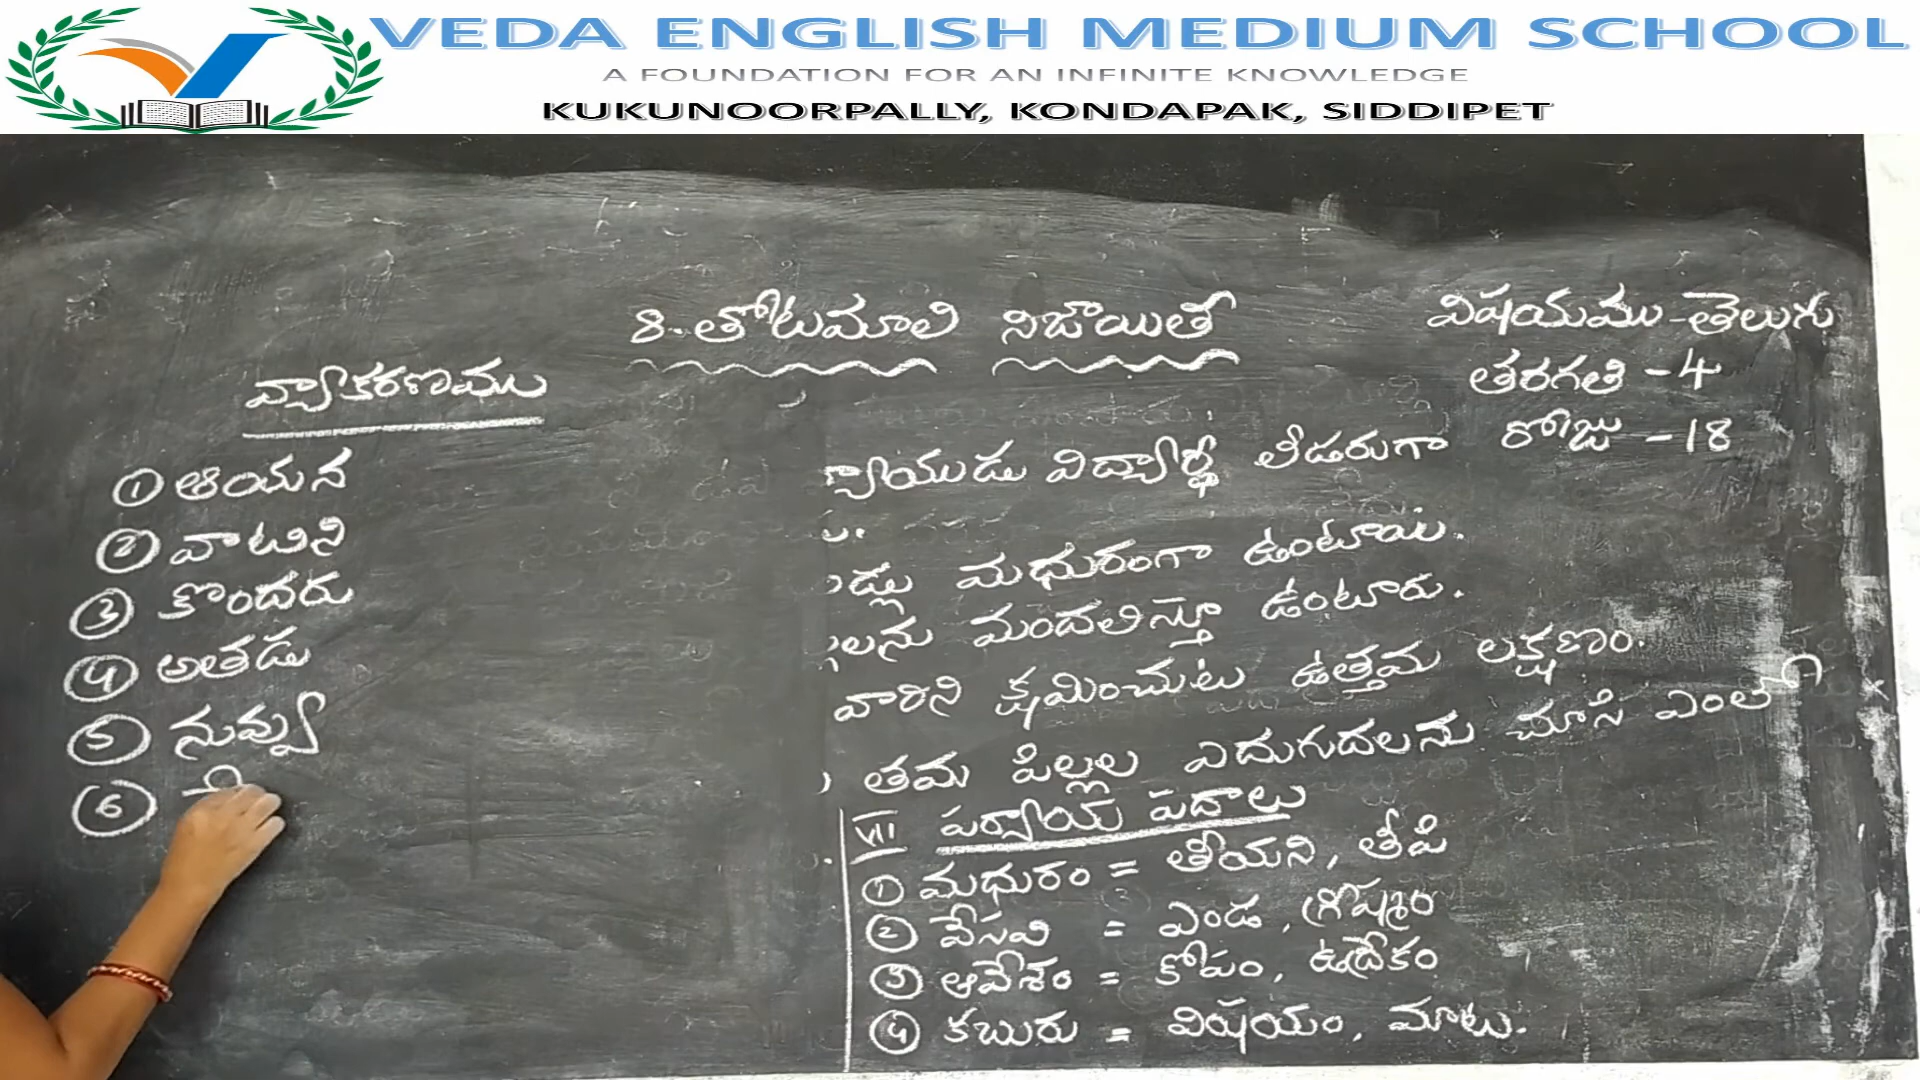 VEDA ENGLISH MEDIUM SCHOOL
A FOUNDATION FOR AN INFINITE KNOWLEDGE
KUKUNOORPALLY, KONDAPAK, SIDDIPET
8. తోటమాలి నిజాయితీ
విషయము - తెలుగు
తరగతి - 4
రోజు - 18
వ్యాకరణము
① ఆయన
② వాటిని
③ కొందరు
④ అతడు
⑤ నువ్వు
⑥
విద్యార్థి లీడరుగా
మధురంగా ఉంటాయి.
మందలిస్తూ ఉంటారు.
వారిని క్షమించుట ఉత్తమ లక్షణం.
తమ పిల్లల ఎదుగుదలను చూసి ఎంతో
VII పర్యాయ పదాలు
① మధురం = తీయని, తీపి
② వేసవి = ఎండ, గ్రీష్మం
③ ఆవేశం = కోపం, ఉద్రేకం
④ కబురు = విషయం, మాట.